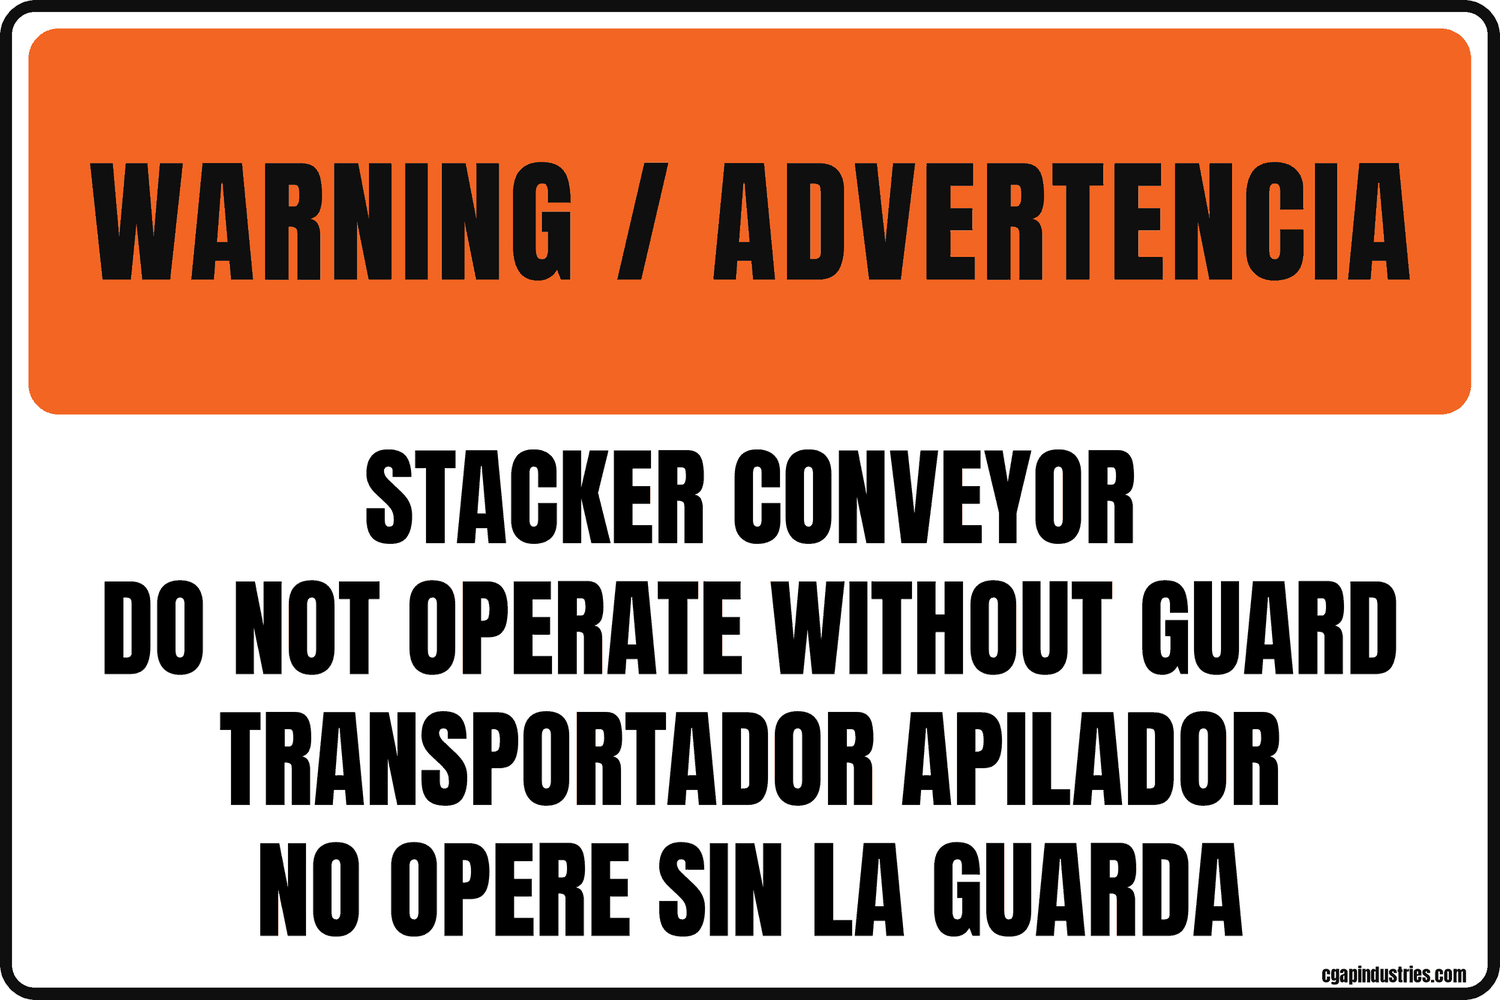 WARNING / ADVERTENCIA
STACKER CONVEYOR
DO NOT OPERATE WITHOUT GUARD
TRANSPORTADOR APILADOR
NO OPERE SIN LA GUARDA
cgapindustries.com